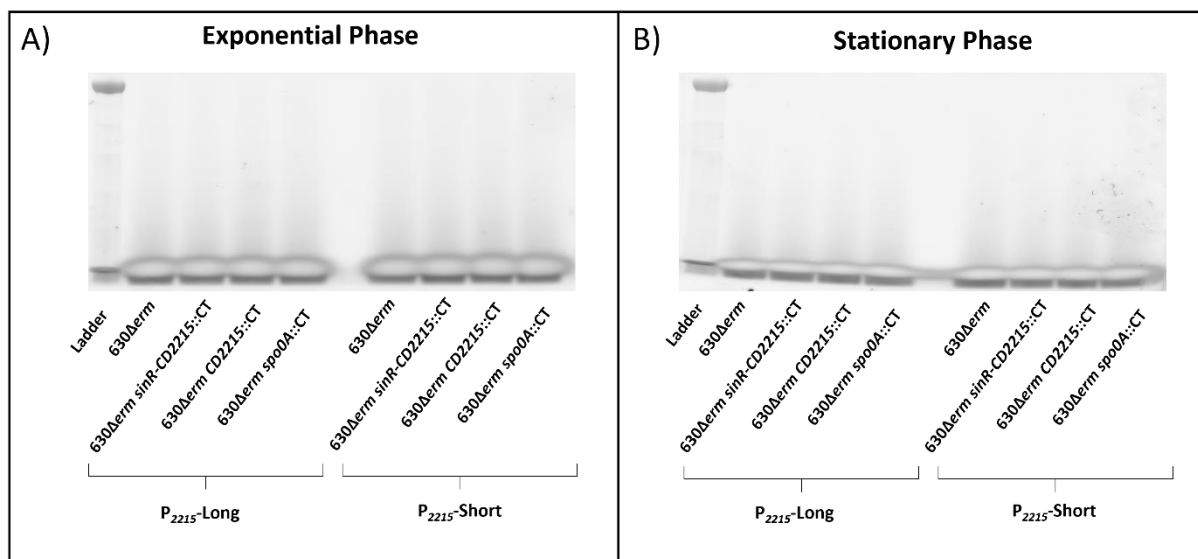 A)
Exponential Phase
Ladder
630Δerm
630Δerm sinR-CD2215::CT
630Δerm CD2215::CT
630Δerm spo0A::CT
630Δerm
630Δerm sinR-CD2215::CT
630Δerm CD2215::CT
630Δerm spo0A::CT
P2215-Long
P2215-Short
B)
Stationary Phase
Ladder
630Δerm
630Δerm sinR-CD2215::CT
630Δerm CD2215::CT
630Δerm spo0A::CT
630Δerm
630Δerm sinR-CD2215::CT
630Δerm CD2215::CT
630Δerm spo0A::CT
P2215-Long
P2215-Short